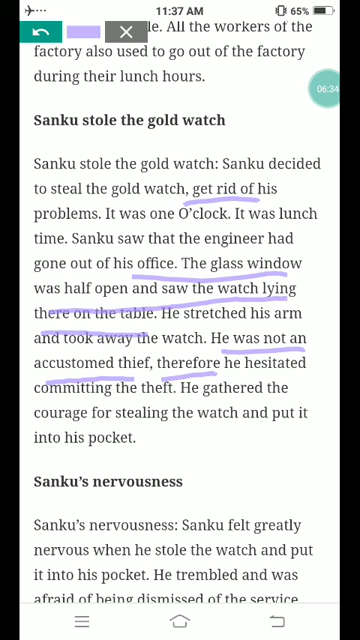 11:37 AM
65%
le. All the workers of the
factory also used to go out of the factory
during their lunch hours.
06:34
Sanku stole the gold watch
Sanku stole the gold watch: Sanku decided
to steal the gold watch, get rid of his
problems. It was one O’clock. It was lunch
time. Sanku saw that the engineer had
gone out of his office. The glass window
was half open and saw the watch lying
there on the table. He stretched his arm
and took away the watch. He was not an
accustomed thief, therefore he hesitated
committing the theft. He gathered the
courage for stealing the watch and put it
into his pocket.
Sanku’s nervousness
Sanku’s nervousness: Sanku felt greatly
nervous when he stole the watch and put
it into his pocket. He trembled and was
afraid of being dismissed of the service